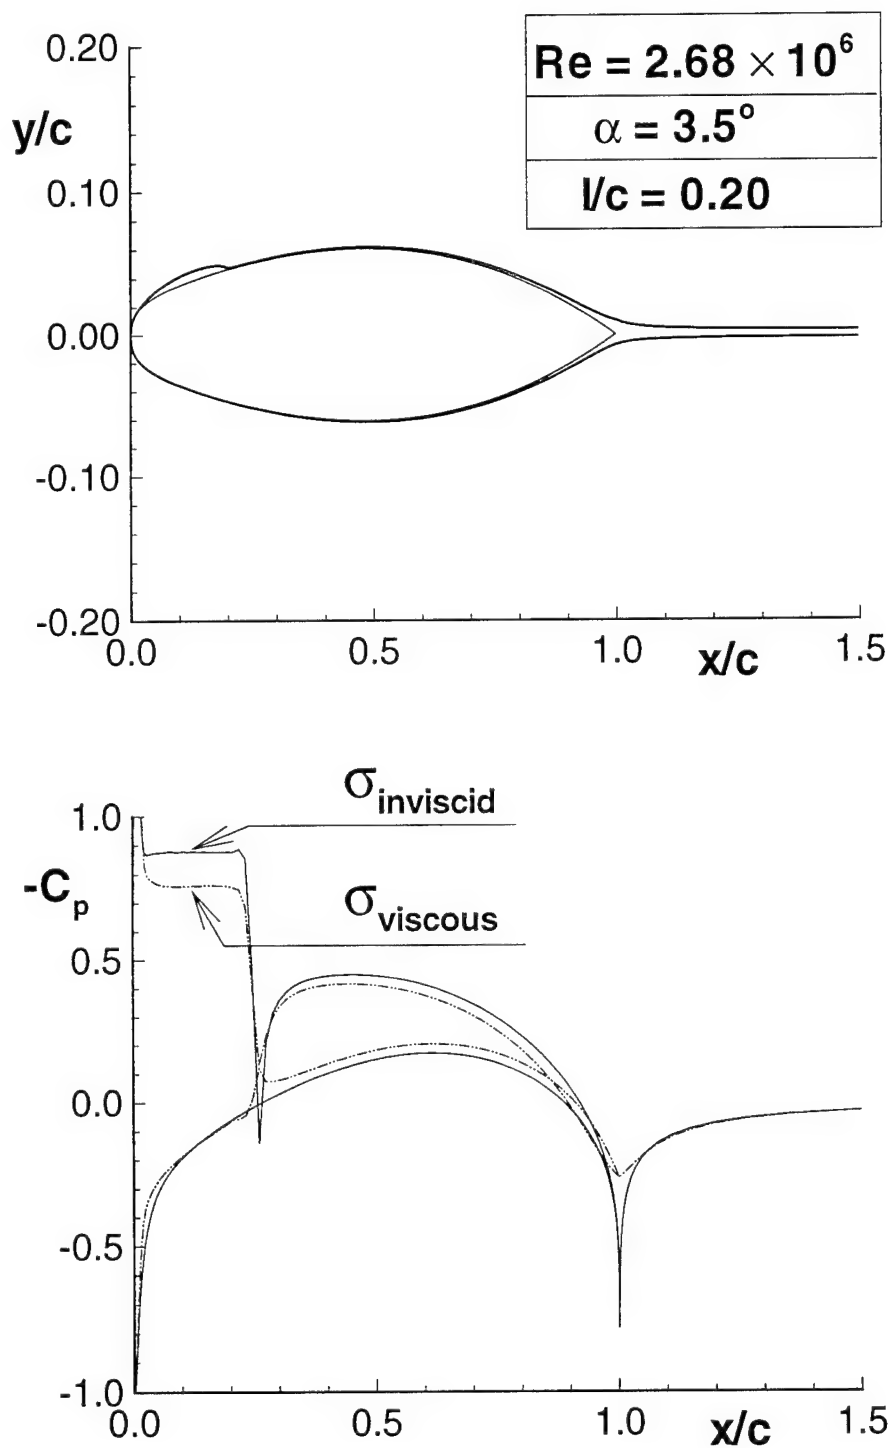 Re = 2.68 × 10⁶
α = 3.5°
l/c = 0.20
y/c
0.20
0.10
0.00
-0.10
-0.20
0.0 0.5 1.0 1.5
x/c
σinviscid
σviscous
-Cp
1.0
0.5
0.0
-0.5
-1.0
0.0 0.5 1.0 1.5
x/c